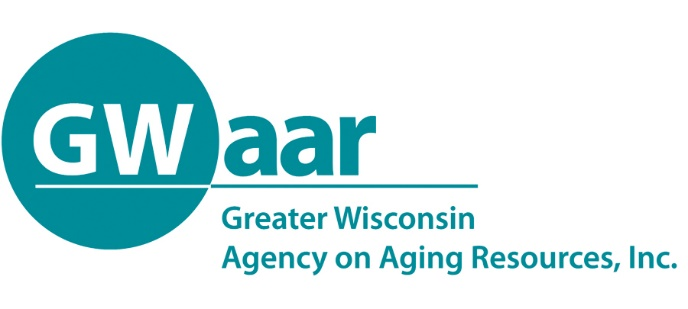 GWaar
Greater Wisconsin
Agency on Aging Resources, Inc.